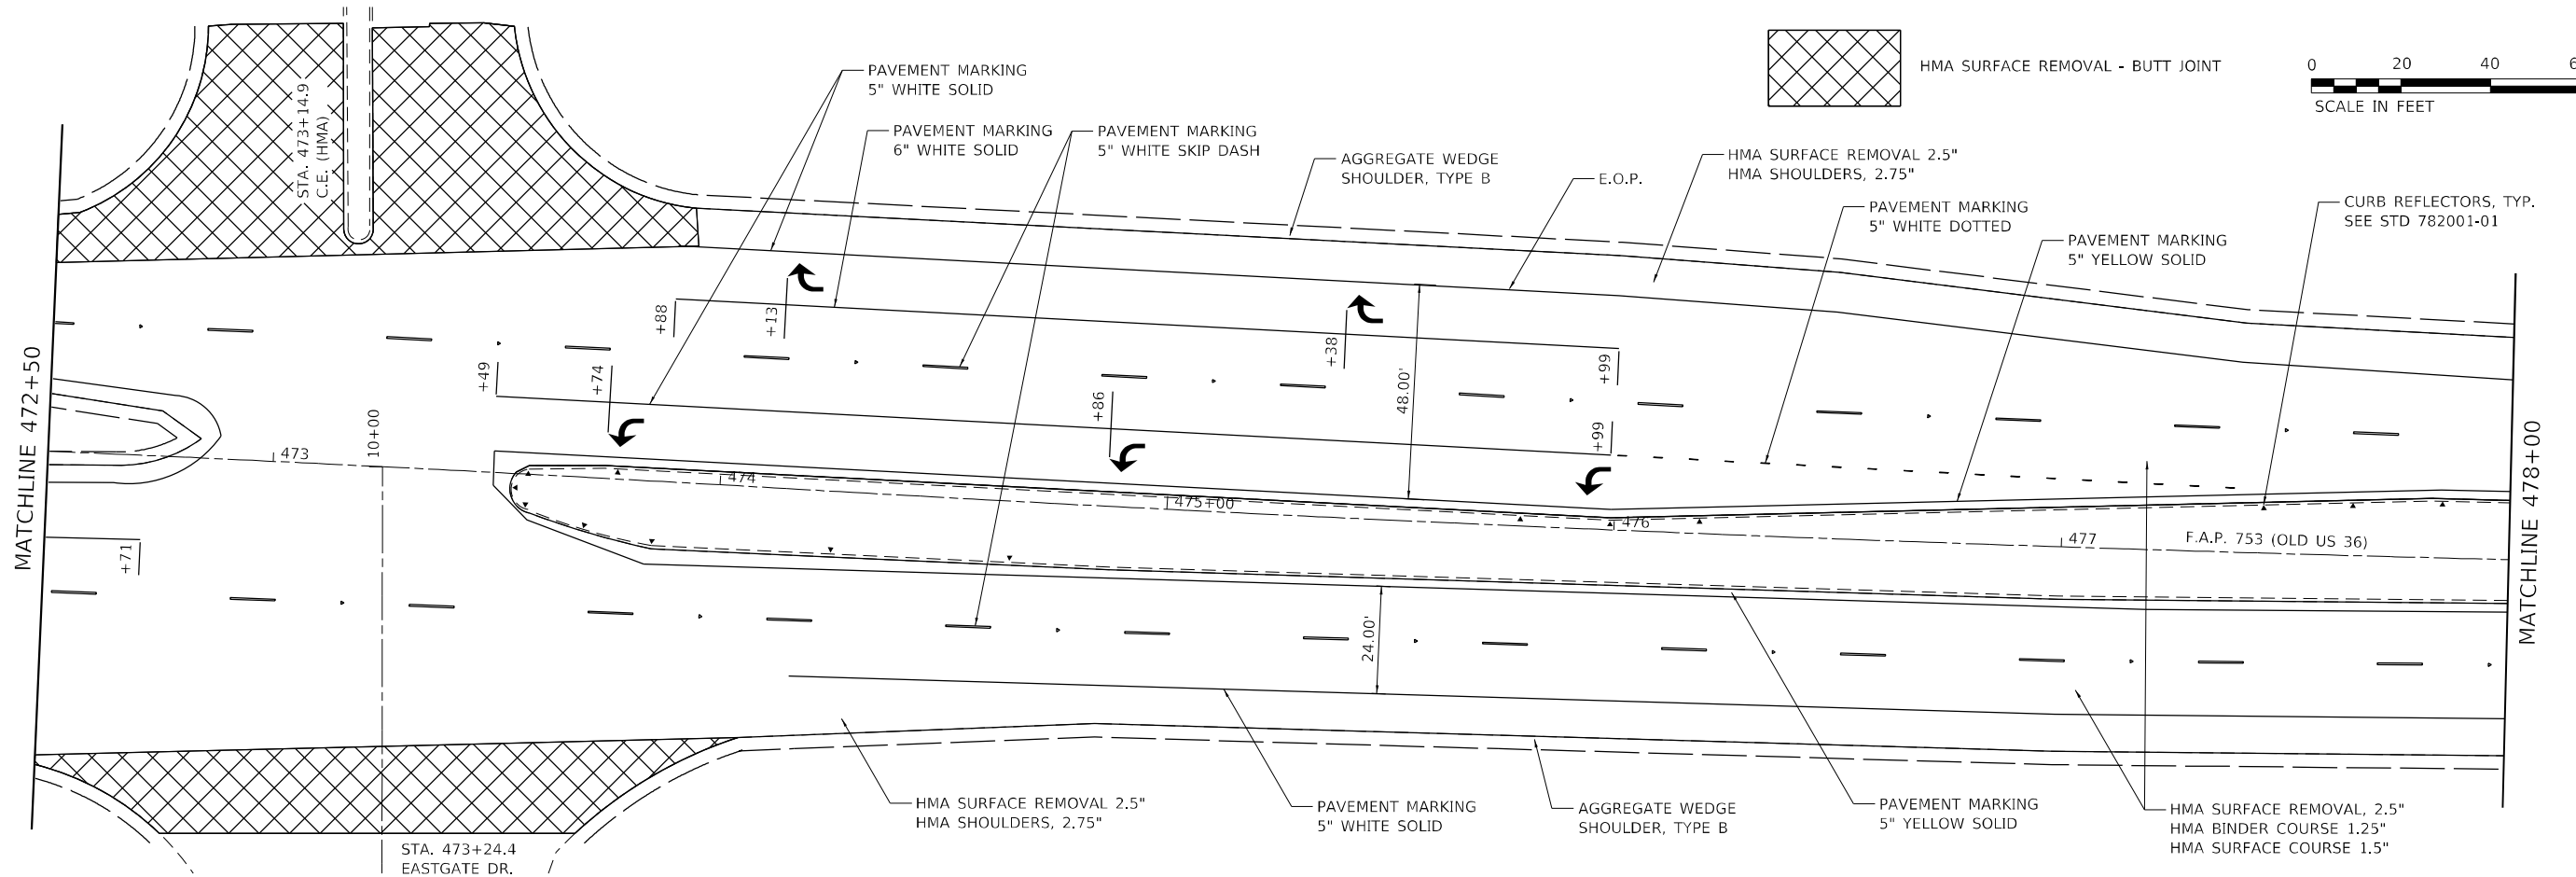 HMA SURFACE REMOVAL - BUTT JOINT
0 20 40
SCALE IN FEET
PAVEMENT MARKING
5" WHITE SOLID
PAVEMENT MARKING
6" WHITE SOLID
PAVEMENT MARKING
5" WHITE SKIP DASH
AGGREGATE WEDGE
SHOULDER, TYPE B
E.O.P.
HMA SURFACE REMOVAL 2.5"
HMA SHOULDERS, 2.75"
PAVEMENT MARKING
5" WHITE DOTTED
PAVEMENT MARKING
5" YELLOW SOLID
CURB REFLECTORS, TYP.
SEE STD 782001-01
STA. 473+14.9
C.E. (HMA)
MATCHLINE 472+50
+88
+13
+38
+99
+49
+74
+86
+99
48.00'
10+00
473
474
475+00
476
477
F.A.P. 753 (OLD US 36)
MATCHLINE 478+00
+71
24.00'
HMA SURFACE REMOVAL 2.5"
HMA SHOULDERS, 2.75"
PAVEMENT MARKING
5" WHITE SOLID
AGGREGATE WEDGE
SHOULDER, TYPE B
PAVEMENT MARKING
5" YELLOW SOLID
HMA SURFACE REMOVAL, 2.5"
HMA BINDER COURSE 1.25"
HMA SURFACE COURSE 1.5"
STA. 473+24.4
EASTGATE DR.